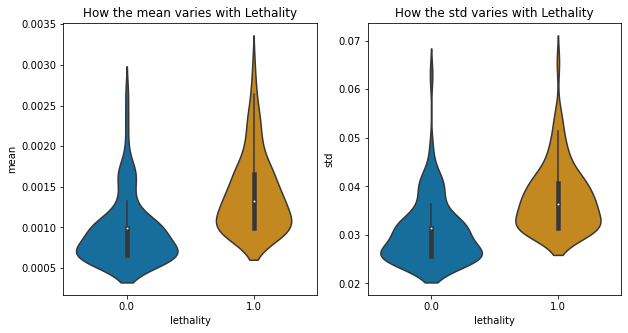 How the mean varies with Lethality
0.0035
0.0030
0.0025
0.0020
0.0015
0.0010
0.0005
mean
0.0
1.0
lethality
How the std varies with Lethality
0.07
0.06
0.05
0.04
0.03
0.02
std
0.0
1.0
lethality